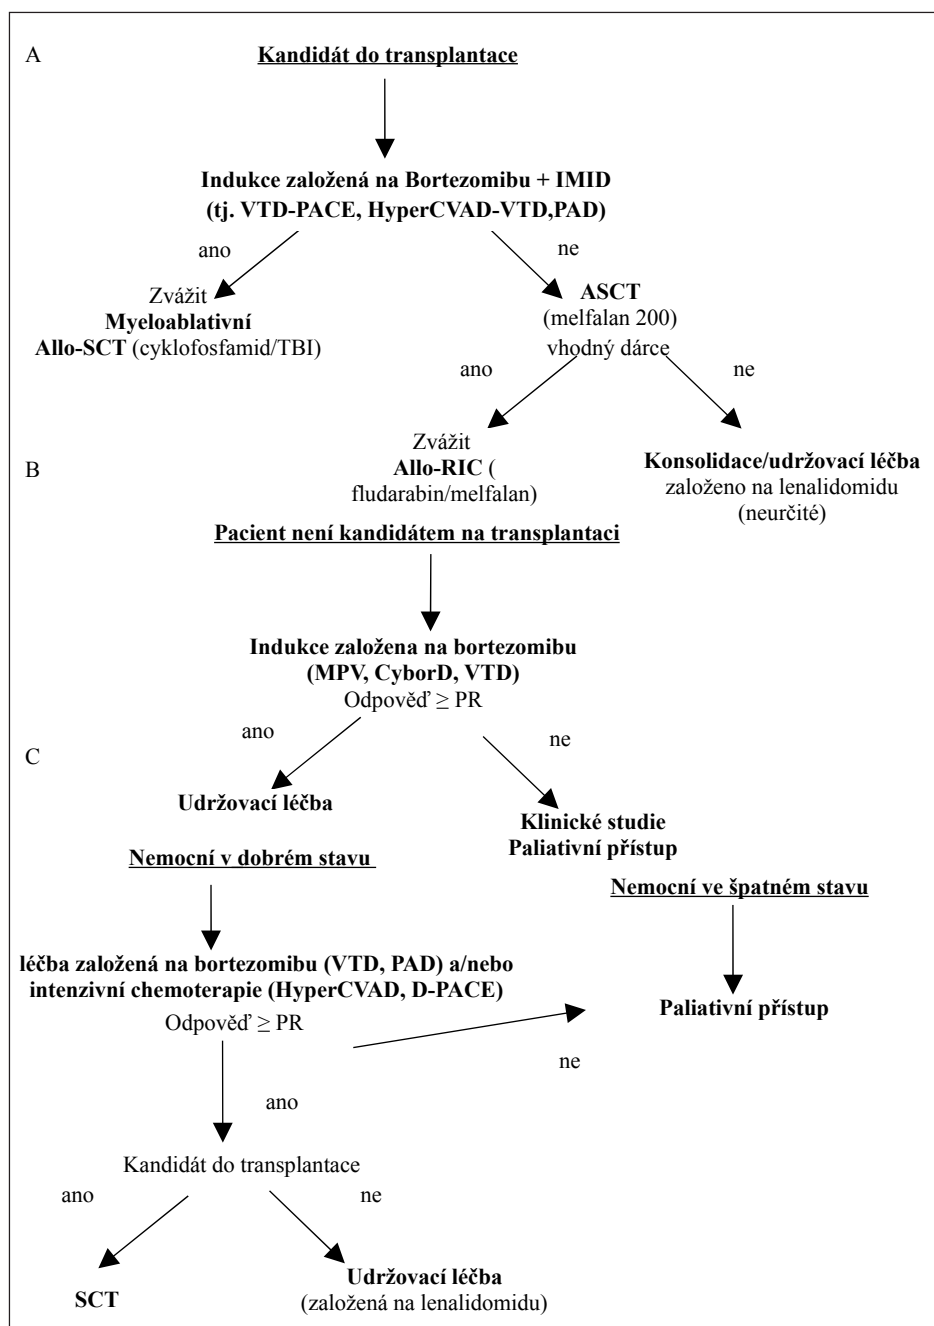 A
Kandidát do transplantace
Indukce založená na Bortezomibu + IMID
(tj. VTD-PACE, HyperCVAD-VTD,PAD)
ano
ne
Zvážit
Myeloablativní
Allo-SCT (cyklofosfamid/TBI)
ASCT
(melfalan 200)
vhodný dárce
ano
ne
Zvážit
Allo-RIC (
fludarabin/melfalan)
Konsolidace/udržovací léčba
založeno na lenalidomidu
(neurčité)
B
Pacient není kandidátem na transplantaci
Indukce založena na bortezomibu
(MPV, CyborD, VTD)
Odpověď ≥ PR
ano
ne
C
Udržovací léčba
Klinické studie
Paliativní přístup
Nemocní v dobrém stavu
Nemocní ve špatném stavu
léčba založená na bortezomibu (VTD, PAD) a/nebo
intenzivní chemoterapie (HyperCVAD, D-PACE)
Odpověď ≥ PR
Paliativní přístup
ne
ano
Kandidát do transplantace
ano
ne
SCT
Udržovací léčba
(založená na lenalidomidu)